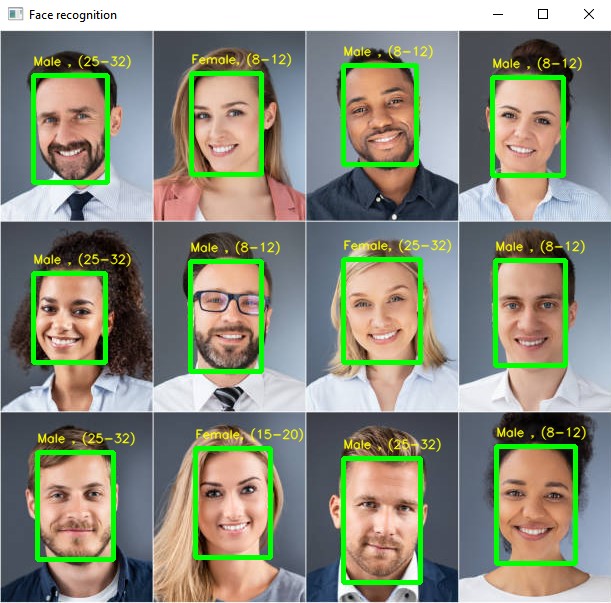 Face recognition
Male , (25-32)
Female, (8-12)
Male , (8-12)
Male , (8-12)
Male , (25-32)
Male , (8-12)
Female, (25-32)
Male , (8-12)
Male , (25-32)
Female, (15-20)
Male , (25-32)
Male , (8-12)